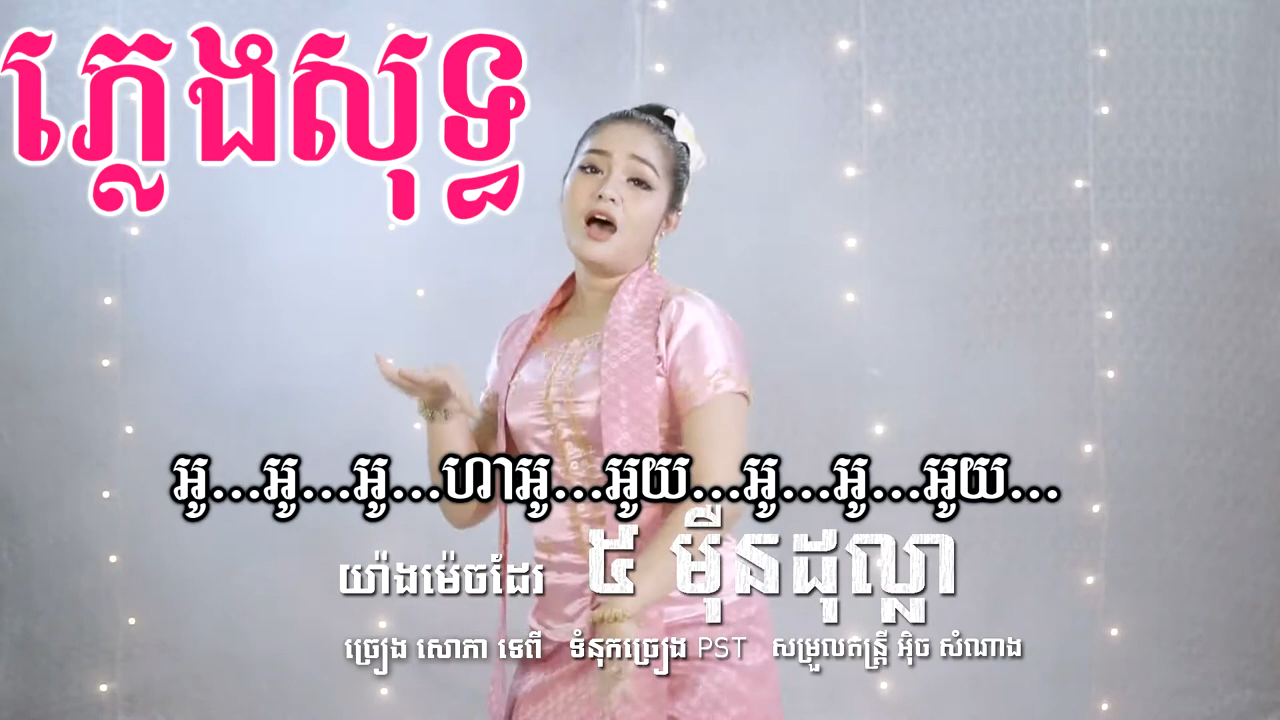 ភ្លេងសុទ្ធ
អូ...អូ...អូ...ហាអូ...អូយ...អូ...អូ...អូយ...
យ៉ាងម៉េចដែរ ៥ ម៉ឺនដុល្លា
ច្រៀង សោភា ទេពី ទំនុកច្រៀង PST សម្រួលតន្ត្រី អ៊ិច សំណាង